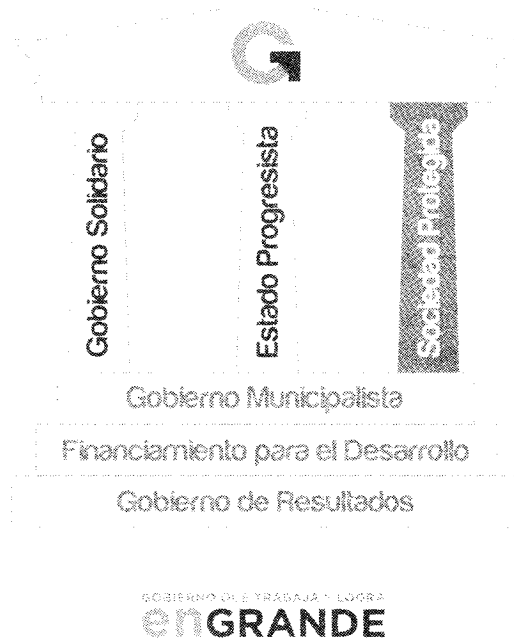 Gobierno Solidario
Estado Progresista
Sociedad Protegida
Gobierno Municipalista
Financiamiento para el Desarrollo
Gobierno de Resultados
GOBIERNO QUE TRABAJA Y LOGRA
enGRANDE